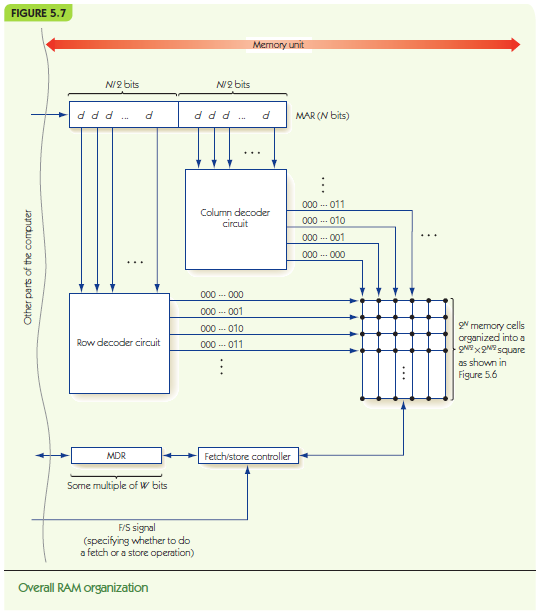 FIGURE 5.7
Memory unit
N/2 bits
N/2 bits
d d d ... d
d d d ... d
MAR (N bits)
...
Column decoder
circuit
000 ... 011
000 ... 010
000 ... 001
000 ... 000
...
Other parts of the computer
...
Row decoder circuit
000 ... 000
000 ... 001
000 ... 010
000 ... 011
2^N memory cells
organized into a
2^N/2 × 2^N/2 square
as shown in
Figure 5.6
MDR
Fetch/store controller
Some multiple of W bits
F/S signal
(specifying whether to do
a fetch or a store operation)
Overall RAM organization